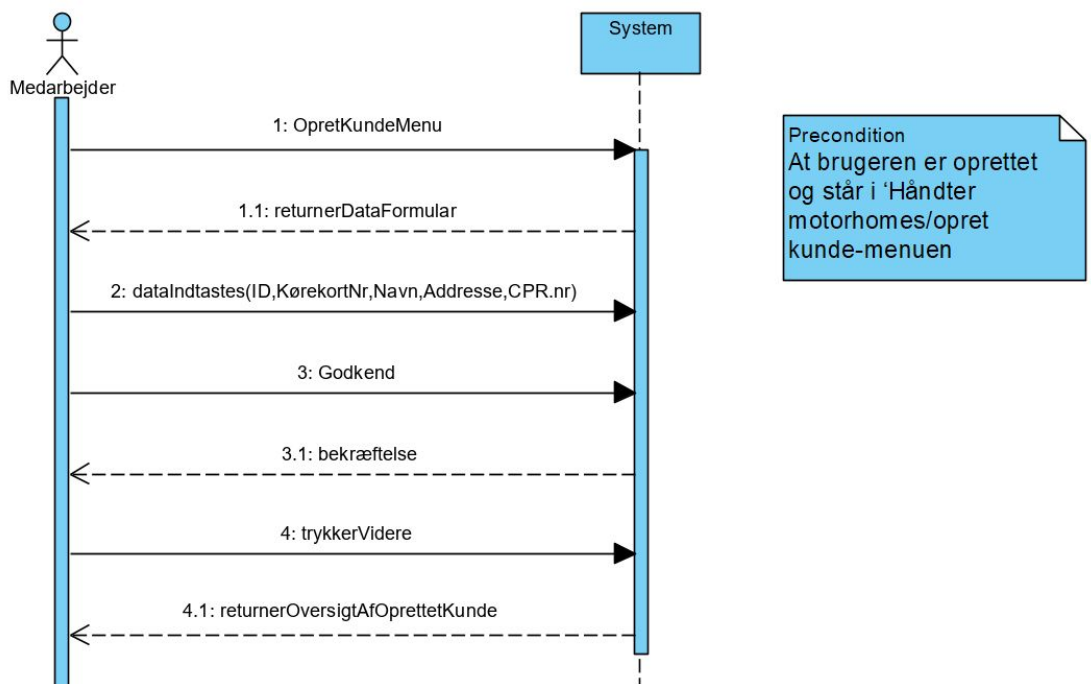 Medarbejder
System
1: OpretKundeMenu
1.1: returnerDataFormular
2: dataIndtastes(ID,KørekortNr,Navn,Addresse,CPR.nr)
3: Godkend
3.1: bekræftelse
4: trykkerVidere
4.1: returnerOversigtAfOprettetKunde
Precondition
At brugeren er oprettet
og står i ‘Håndter
motorhomes/opret
kunde-menuen